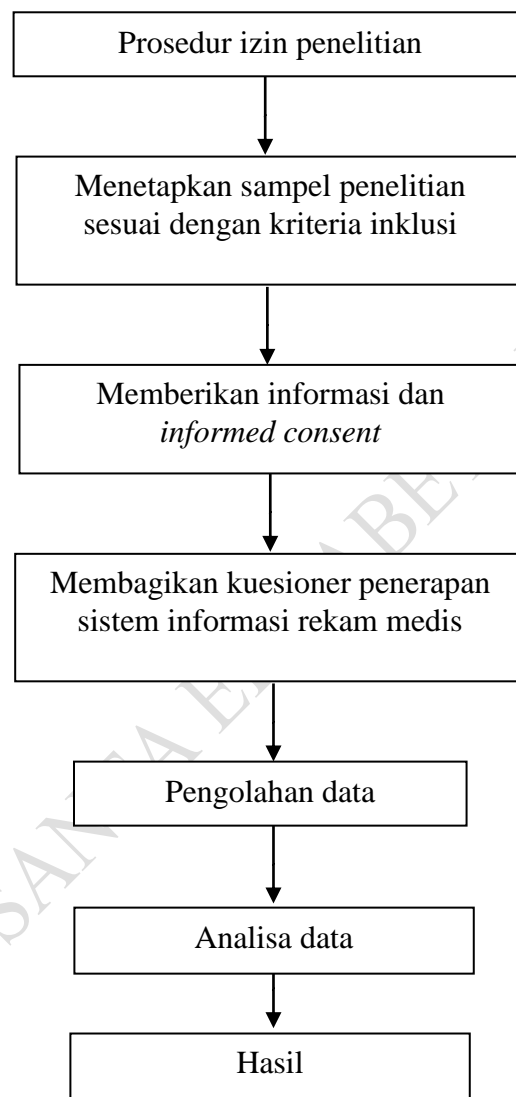 Prosedur izin penelitian
Menetapkan sampel penelitian
sesuai dengan kriteria inklusi
Memberikan informasi dan
informed consent
Membagikan kuesioner penerapan
sistem informasi rekam medis
Pengolahan data
Analisa data
Hasil
SANTA